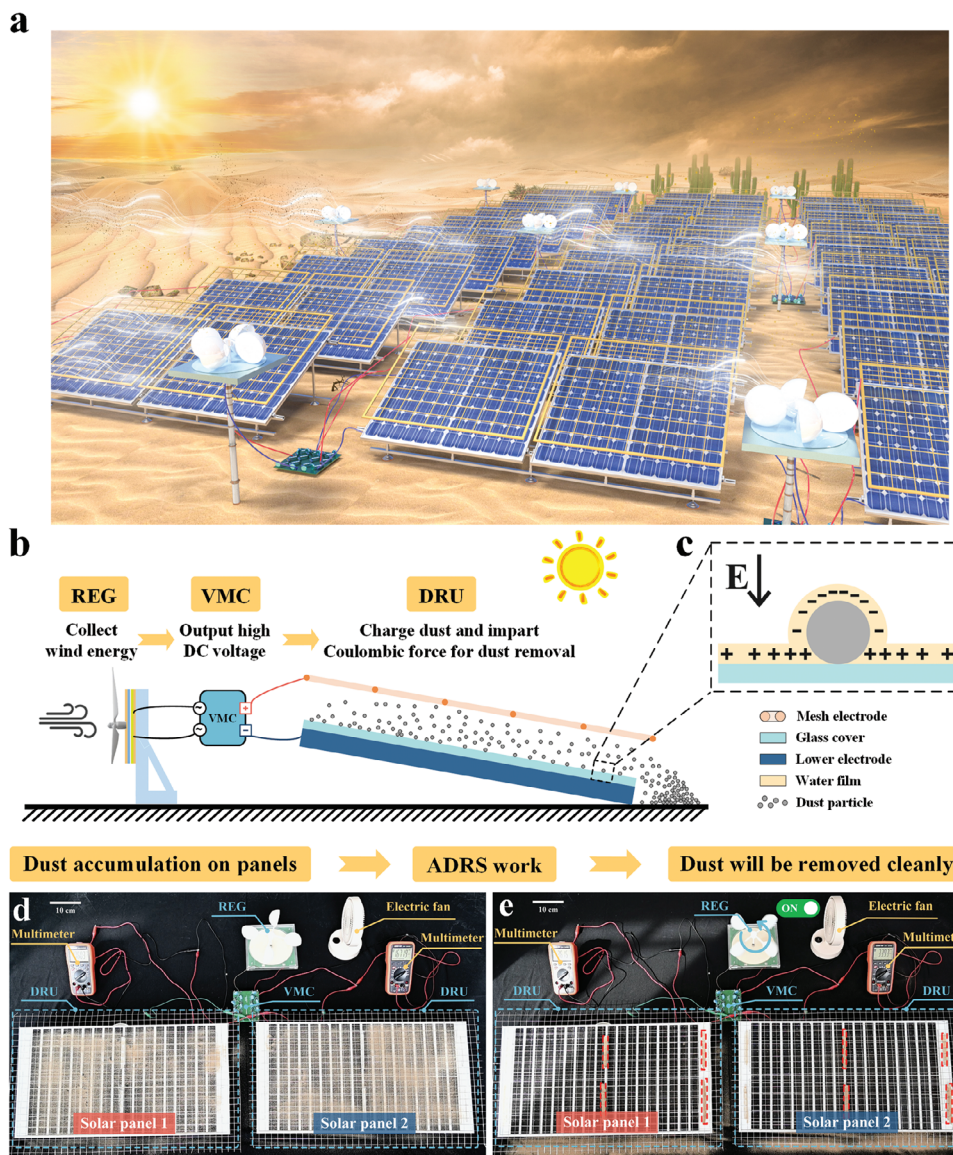 a
b
REG
VMC
DRU
Collect
wind energy
Output high
DC voltage
Charge dust and impart
Coulombic force for dust removal
VMC
+
−
c
E
Mesh electrode
Glass cover
Lower electrode
Water film
Dust particle
Dust accumulation on panels
ADRS work
Dust will be removed cleanly
d
10 cm
REG
Electric fan
Multimeter
Multimeter
DRU
VMC
DRU
Solar panel 1
Solar panel 2
e
10 cm
REG
ON
Electric fan
Multimeter
Multimeter
DRU
VMC
DRU
Solar panel 1
Solar panel 2